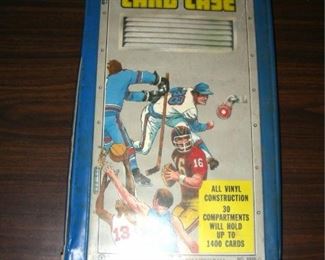 CARD CASE
16
13
ALL VINYL
CONSTRUCTION
30
COMPARTMENTS
WILL HOLD
UP TO
1400 CARDS